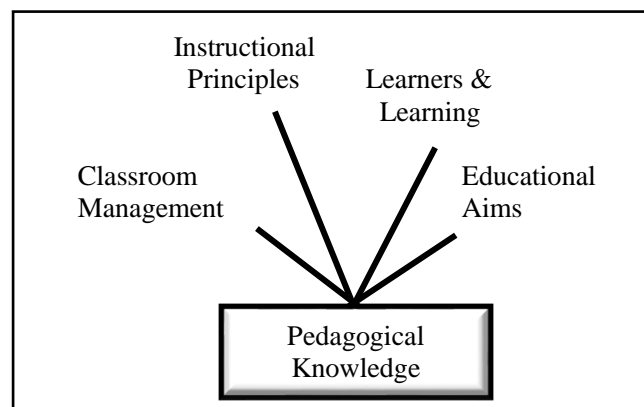 Instructional
Principles
Learners &
Learning
Classroom
Management
Educational
Aims
Pedagogical
Knowledge